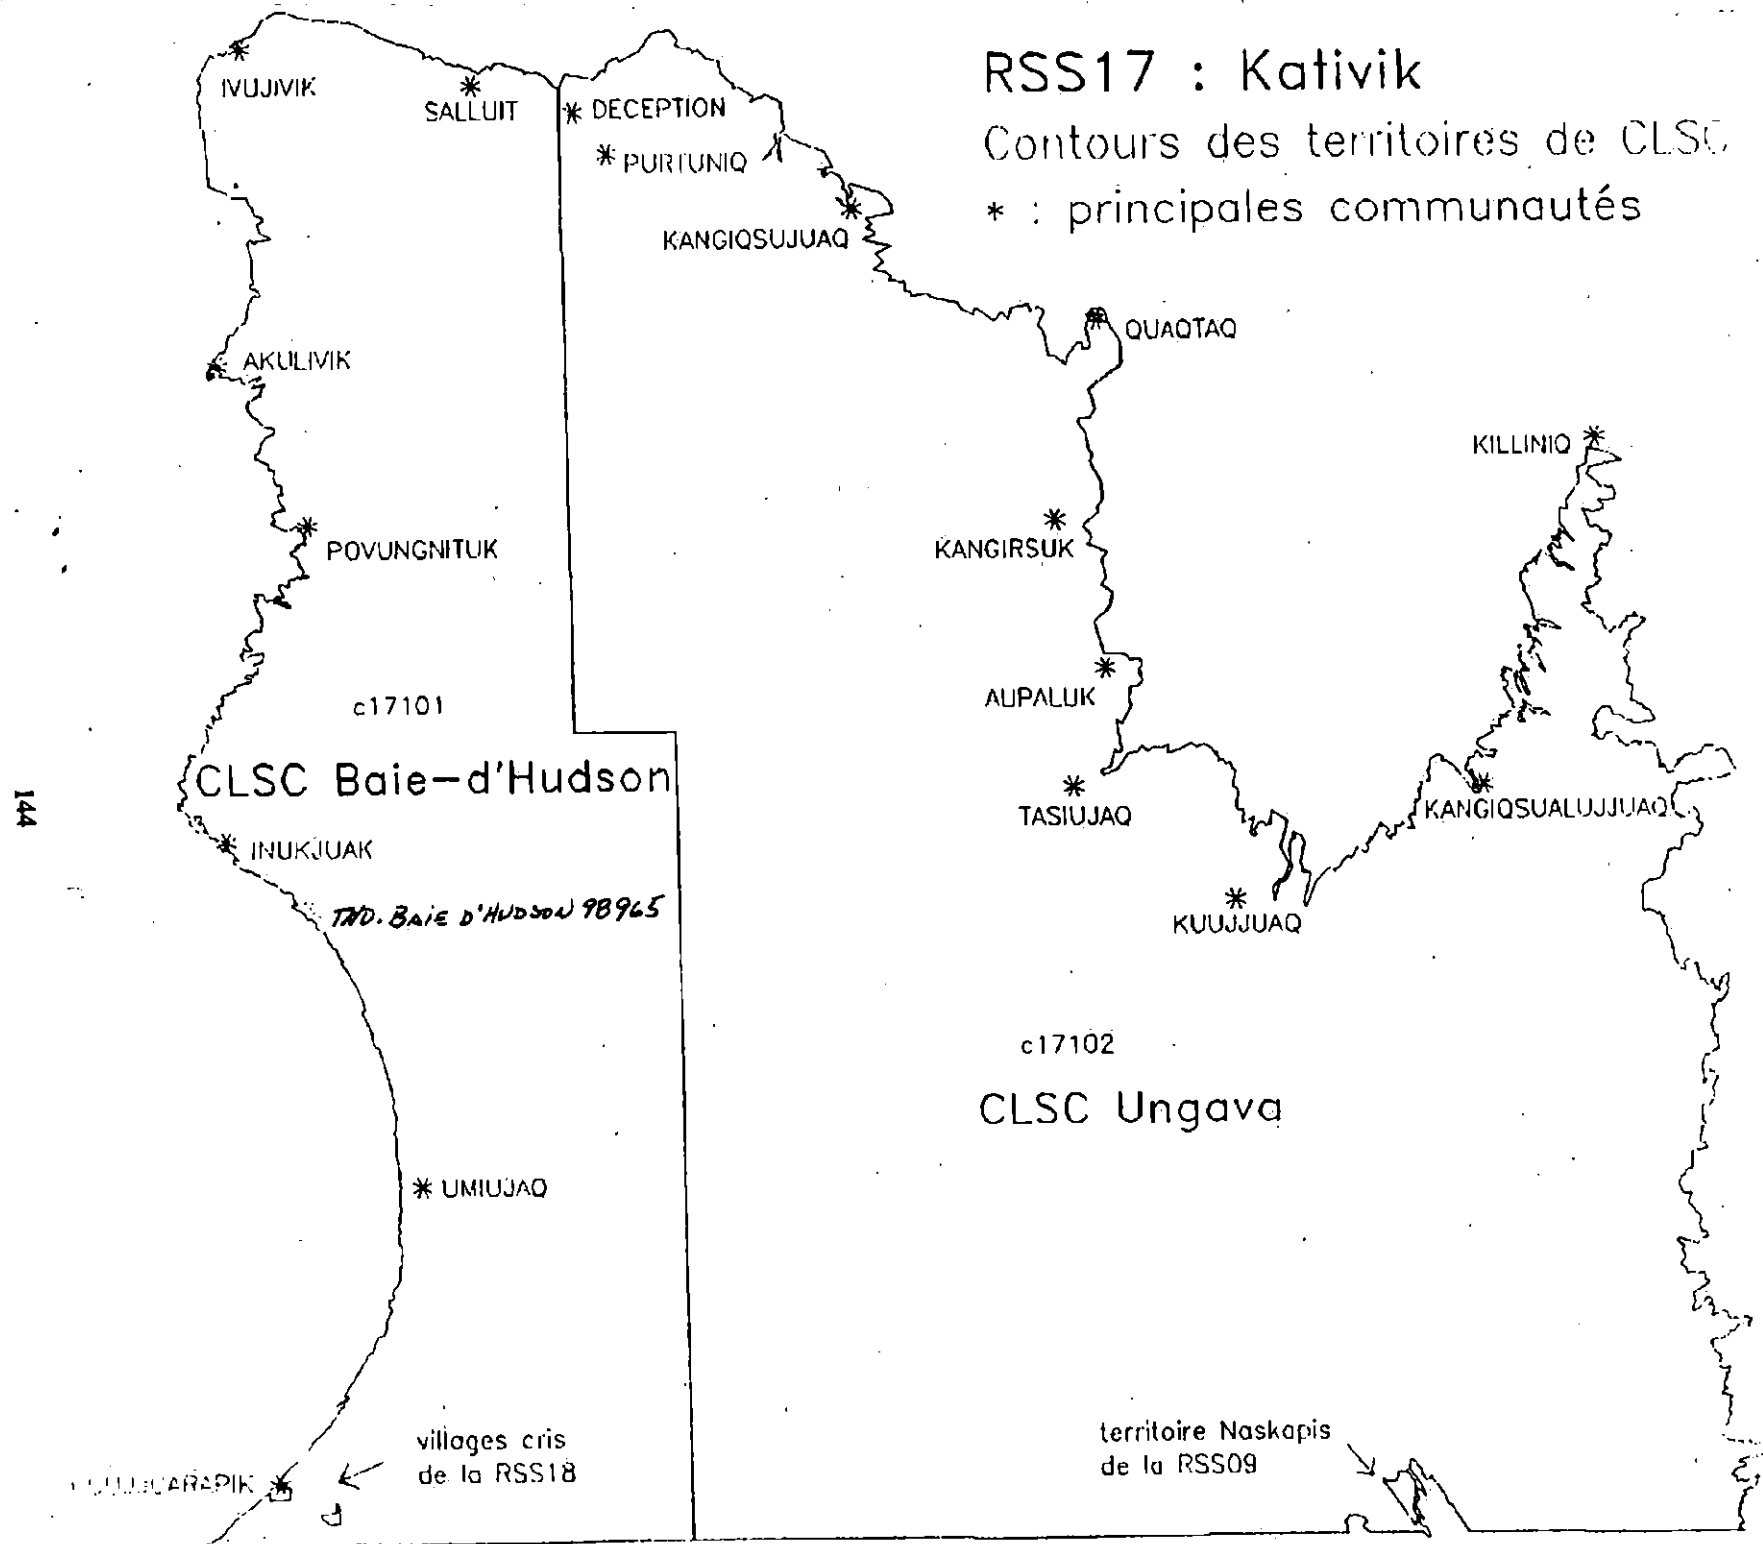 RSS17 : Kativik
Contours des territoires de CLSC
* : principales communautés
IVUJIVIK
SALLUIT
* DECEPTION
* PURTUNIQ
KANGIQSUJUAQ
QUAQTAQ
AKULIVIK
KILLINIQ
POVUNGNITUK
KANGIRSUK
c17101
AUPALUK
CLSC Baie-d'Hudson
TASIUJAQ
KANGIQSUALUJJUAQ
144
INUKJUAK
TNO. BAIE D'HUDSON 98965
KUUJJUAQ
c17102
CLSC Ungava
* UMIUJAQ
villages cris
de la RSS18
territoire Naskapis
de la RSS09